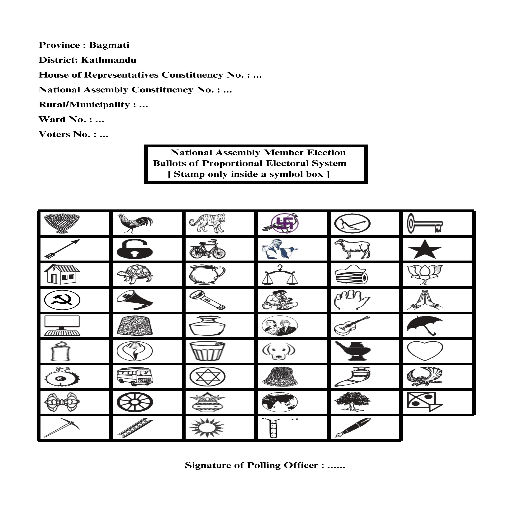 Province : Bagmati
District: Kathmandu
House of Representatives Constituency No. : ...
National Assembly Constituency No. : ...
Rural/Municipality : ...
Ward No. : ...
Voters No. : ...
National Assembly Member Election
Ballots of Proportional Electoral System
[ Stamp only inside a symbol box ]
Signature of Polling Officer : ......